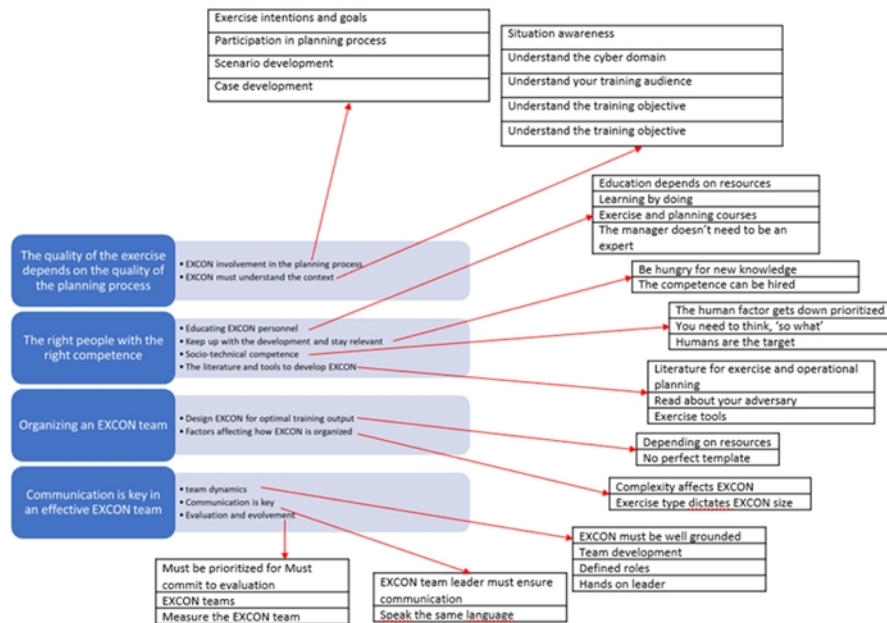 Exercise intentions and goals
Participation in planning process
Scenario development
Case development
Situation awareness
Understand the cyber domain
Understand your training audience
Understand the training objective
Understand the training objective
Education depends on resources
Learning by doing
Exercise and planning courses
The manager doesn't need to be an
expert
The quality of the exercise
depends on the quality of
the planning process
▪ EXCON involvement in the planning process
▪ EXCON must understand the context
Be hungry for new knowledge
The competence can be hired
The right people with the
right competence
▪ Educating EXCON personnel
▪ Keep up with the development and stay relevant
▪ Socio-technical competence
▪ The literature and tools to develop EXCON
The human factor gets down prioritized
You need to think, 'so what'
Humans are the target
Literature for exercise and operational
planning
Read about your adversary
Exercise tools
Organizing an EXCON team
▪ Design EXCON for optimal training output
▪ Factors affecting how EXCON is organized
Depending on resources
No perfect template
Complexity affects EXCON
Exercise type dictates EXCON size
Communication is key in
an effective EXCON team
▪ team dynamics
▪ Communication is key
▪ Evaluation and evolvement
EXCON must be well grounded
Team development
Defined roles
Hands on leader
Must be prioritized for Must
commit to evaluation
EXCON teams
Measure the EXCON team
EXCON team leader must ensure
communication
Speak the same language